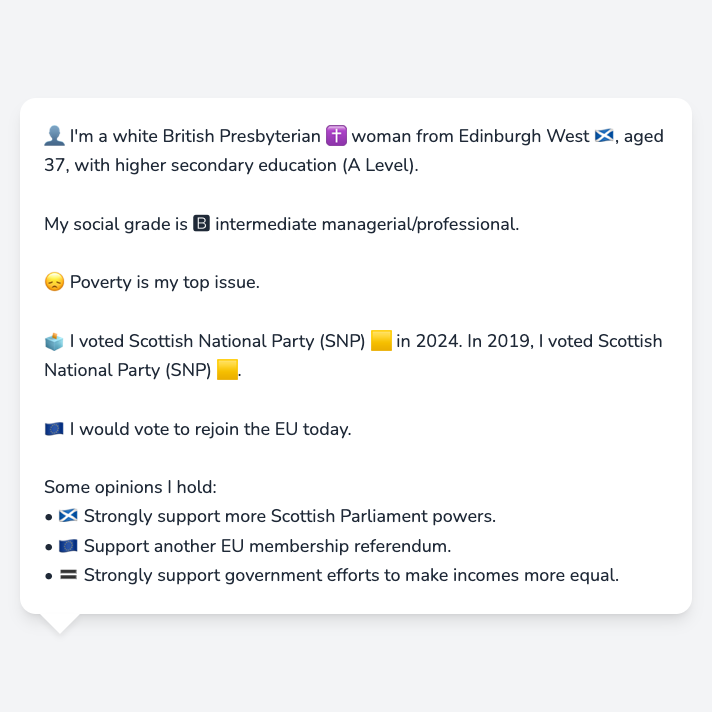 👤 I'm a white British Presbyterian ✝️ woman from Edinburgh West 🏴󠁧󠁢󠁳󠁣󠁴󠁿, aged
37, with higher secondary education (A Level).
My social grade is 🅱 intermediate managerial/professional.
😞 Poverty is my top issue.
🗳️ I voted Scottish National Party (SNP) 🟨 in 2024. In 2019, I voted Scottish
National Party (SNP) 🟨.
🇪🇺 I would vote to rejoin the EU today.
Some opinions I hold:
• 🏴󠁧󠁢󠁳󠁣󠁴󠁿 Strongly support more Scottish Parliament powers.
• 🇪🇺 Support another EU membership referendum.
• 🟰 Strongly support government efforts to make incomes more equal.